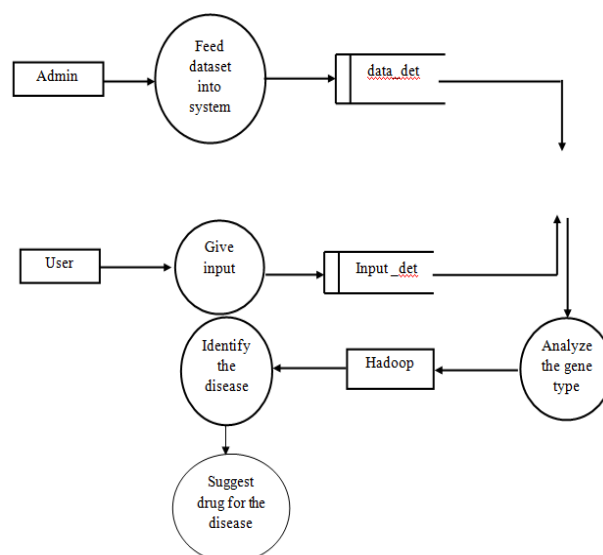 Feed
dataset
into
system
Admin
data_det
Give
input
User
Input _det
Identify
the
disease
Hadoop
Analyze
the gene
type
Suggest
drug for the
disease